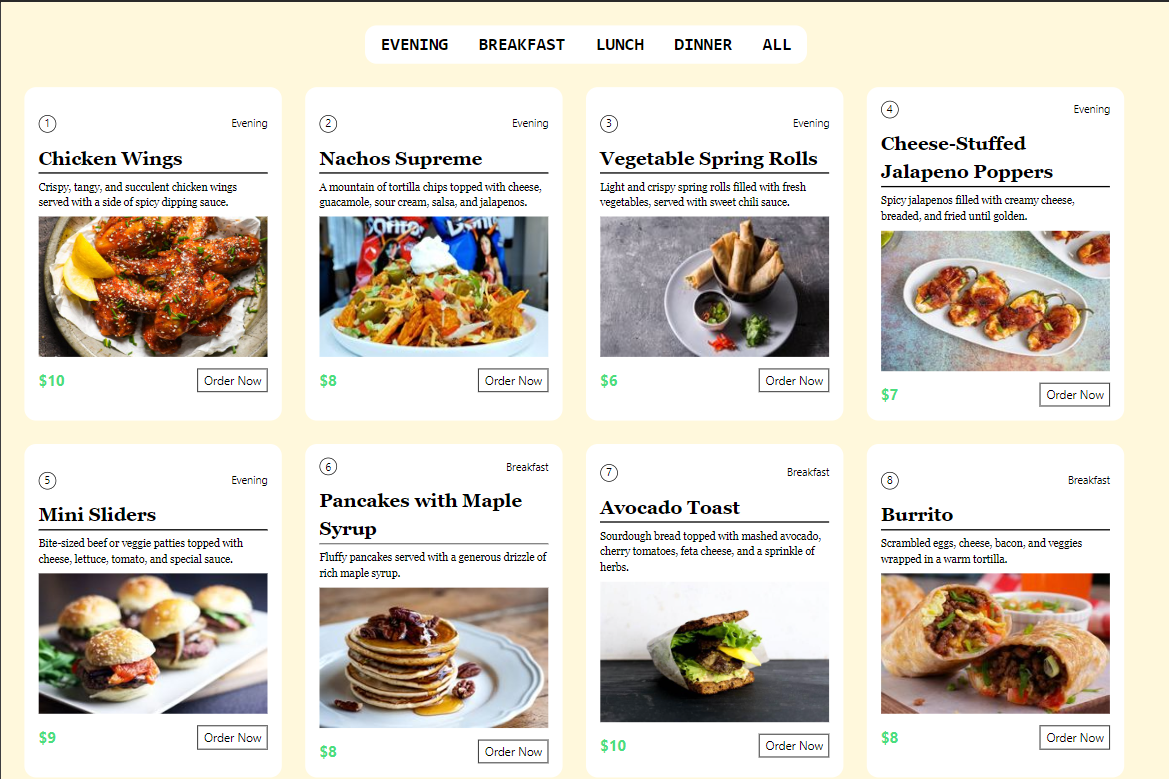 EVENING BREAKFAST LUNCH DINNER ALL
1 Evening
Chicken Wings
Crispy, tangy, and succulent chicken wings
served with a side of spicy dipping sauce.
$10 Order Now
2 Evening
Nachos Supreme
A mountain of tortilla chips topped with cheese,
guacamole, sour cream, salsa, and jalapenos.
$8 Order Now
3 Evening
Vegetable Spring Rolls
Light and crispy spring rolls filled with fresh
vegetables, served with sweet chili sauce.
$6 Order Now
4 Evening
Cheese-Stuffed
Jalapeno Poppers
Spicy jalapenos filled with creamy cheese,
breaded, and fried until golden.
$7 Order Now
5 Evening
Mini Sliders
Bite-sized beef or veggie patties topped with
cheese, lettuce, tomato, and special sauce.
$9 Order Now
6 Breakfast
Pancakes with Maple
Syrup
Fluffy pancakes served with a generous drizzle of
rich maple syrup.
$8 Order Now
7 Breakfast
Avocado Toast
Sourdough bread topped with mashed avocado,
cherry tomatoes, feta cheese, and a sprinkle of
herbs.
$10 Order Now
8 Breakfast
Burrito
Scrambled eggs, cheese, bacon, and veggies
wrapped in a warm tortilla.
$8 Order Now